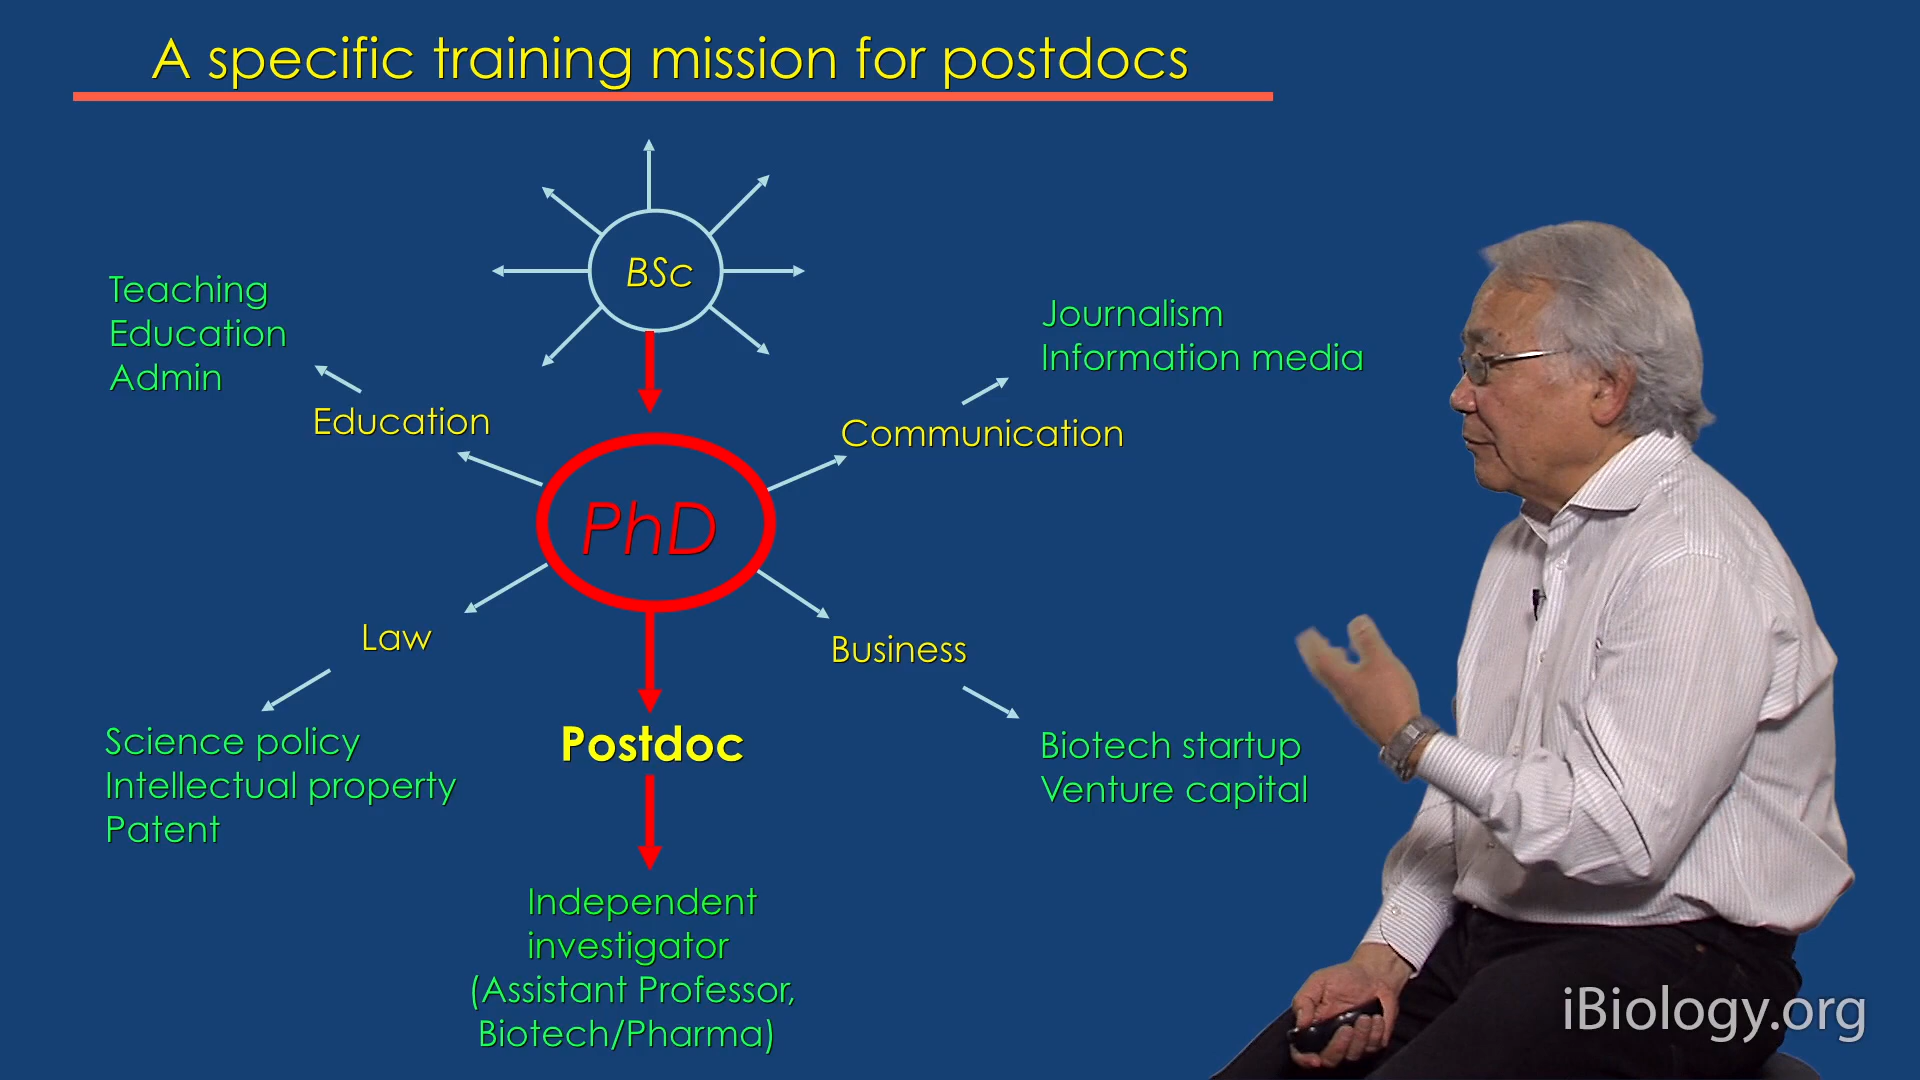 A specific training mission for postdocs
BSc
Teaching
Education
Admin
Journalism
Information media
Education
Communication
PhD
Law
Business
Science policy
Intellectual property
Patent
Postdoc
Biotech startup
Venture capital
Independent
investigator
(Assistant Professor,
Biotech/Pharma)
iBiology.org